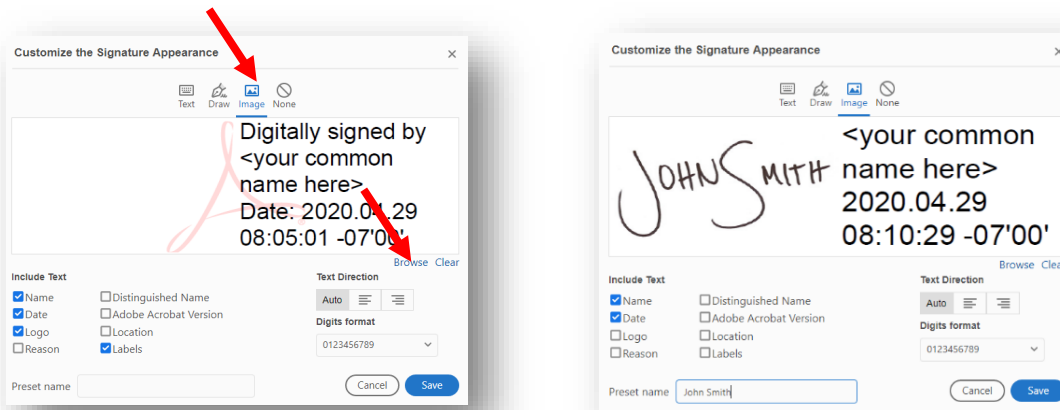 Customize the Signature Appearance
Text Draw Image None
Digitally signed by
<your common
name here>
Date: 2020.04.29
08:05:01 -07'00'
Browse Clear
Include Text
Name
Date
Logo
Reason
Distinguished Name
Adobe Acrobat Version
Location
Labels
Text Direction
Auto
Digits format
0123456789
Preset name
Cancel Save
Customize the Signature Appearance
Text Draw Image None
JOHN SMITH
<your common
name here>
2020.04.29
08:10:29 -07'00'
Browse Clea
Include Text
Name
Date
Logo
Reason
Distinguished Name
Adobe Acrobat Version
Location
Labels
Text Direction
Auto
Digits format
0123456789
Preset name John Smith
Cancel Save